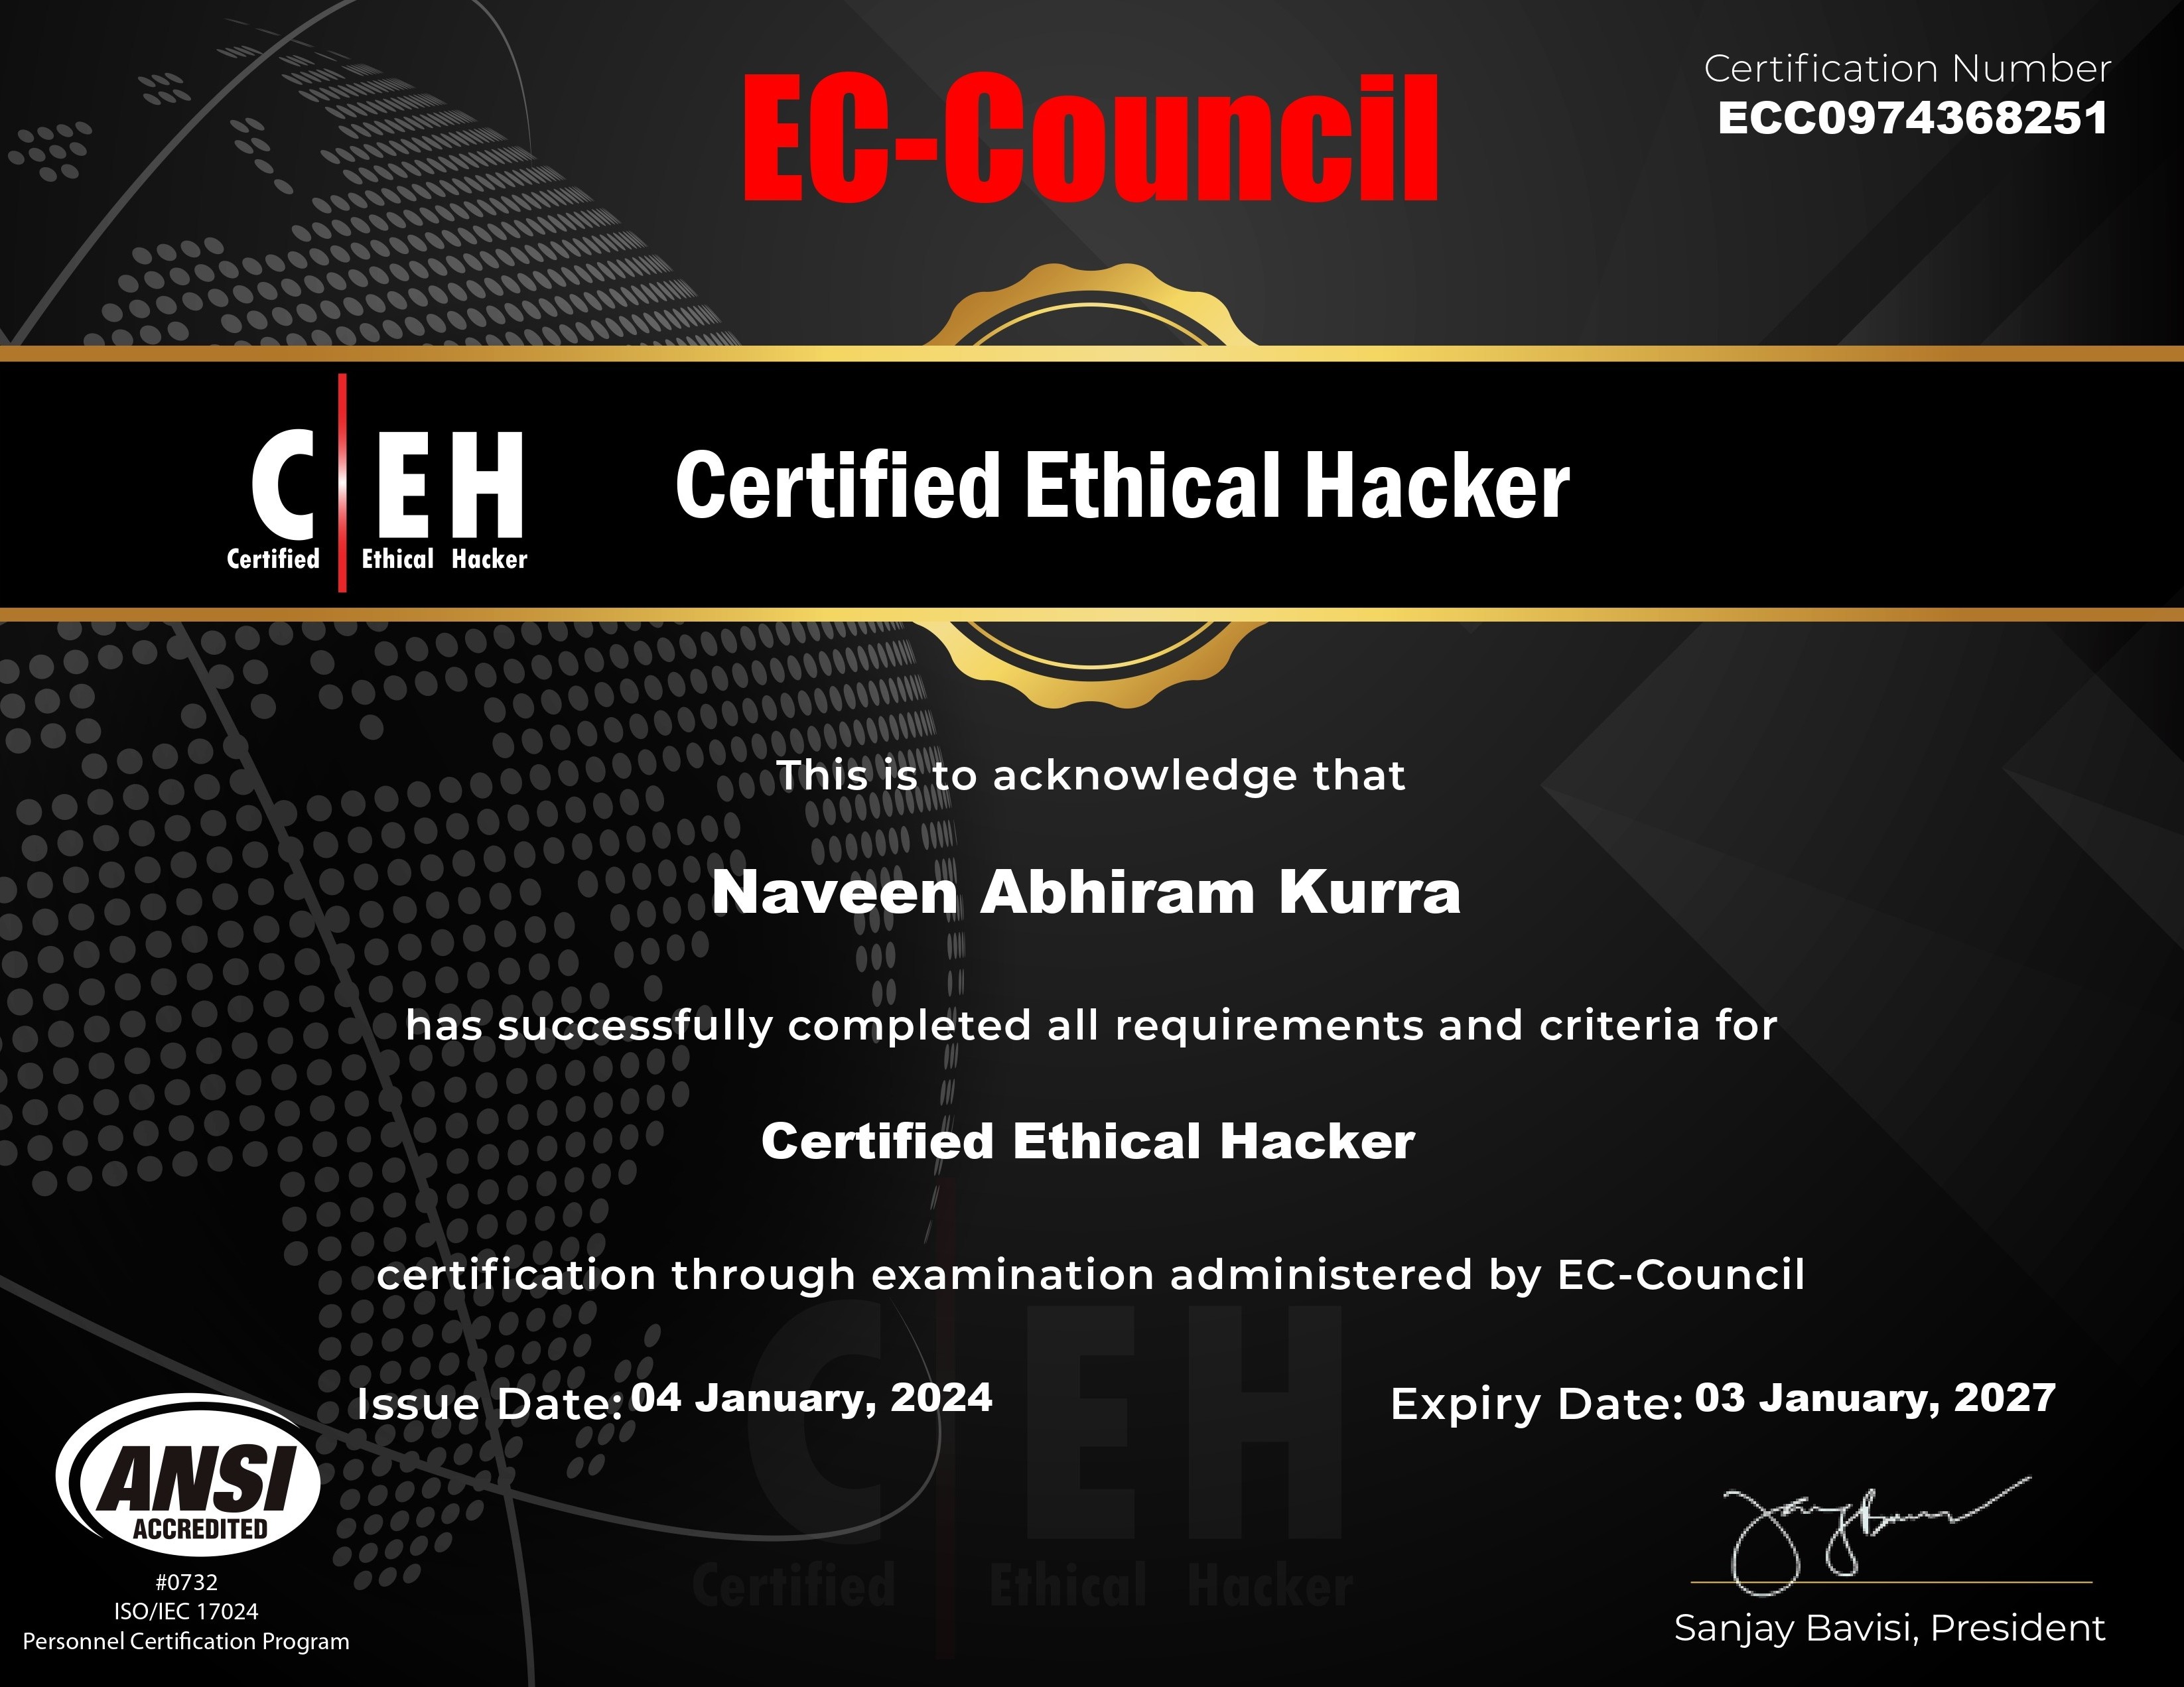 EC-Council
Certification Number
ECC0974368251
C EH
Certified Ethical Hacker
Certified Ethical Hacker
This is to acknowledge that
Naveen Abhiram Kurra
has successfully completed all requirements and criteria for
Certified Ethical Hacker
certification through examination administered by EC-Council
Issue Date: 04 January, 2024
Expiry Date: 03 January, 2027
C EH
Certified Ethical Hacker
ANSI
ACCREDITED
#0732
ISO/IEC 17024
Personnel Certification Program
Sanjay Bavisi, President